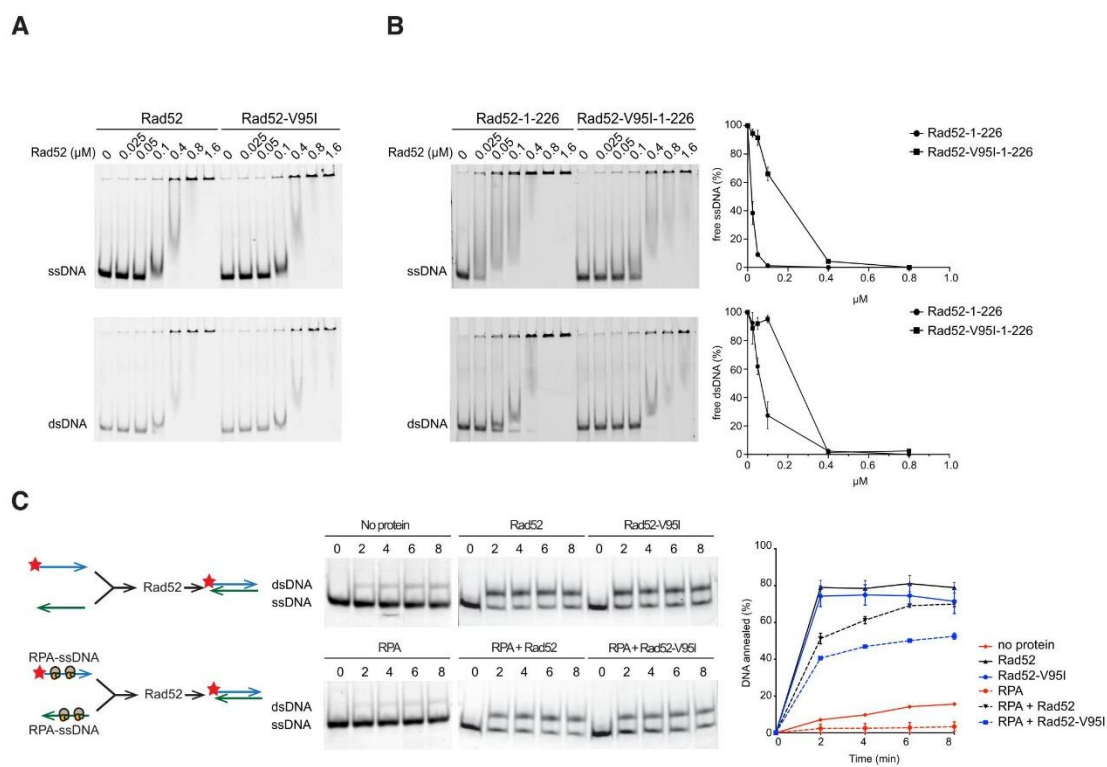 A
B
Rad52
Rad52-V95I
Rad52 (µM) 0 0.025 0.05 0.1 0.4 0.8 1.6 0 0.025 0.05 0.1 0.4 0.8 1.6
ssDNA
dsDNA
Rad52-1-226
Rad52-V95I-1-226
Rad52 (µM) 0 0.025 0.05 0.1 0.4 0.8 1.6 0 0.025 0.05 0.1 0.4 0.8 1.6
ssDNA
dsDNA
free ssDNA (%)
100
80
60
40
20
0
0 0.2 0.4 0.6 0.8 1.0
µM
Rad52-1-226
Rad52-V95I-1-226
free dsDNA (%)
100
80
60
40
20
0
0 0.2 0.4 0.6 0.8 1.0
µM
Rad52-1-226
Rad52-V95I-1-226
C
Rad52
RPA-ssDNA
Rad52
RPA-ssDNA
No protein
Rad52
Rad52-V95I
0 2 4 6 8 0 2 4 6 8 0 2 4 6 8
dsDNA
ssDNA
RPA
RPA + Rad52
RPA + Rad52-V95I
0 2 4 6 8 0 2 4 6 8 0 2 4 6 8
dsDNA
ssDNA
DNA annealed (%)
100
80
60
40
20
0
0 2 4 6 8
Time (min)
no protein
Rad52
Rad52-V95I
RPA
RPA + Rad52
RPA + Rad52-V95I